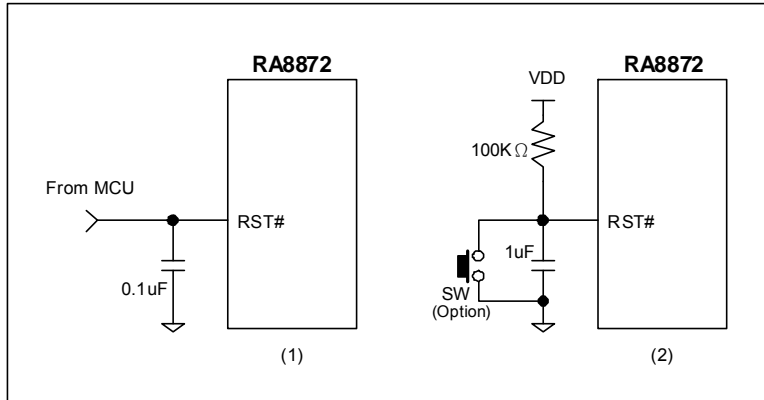 RA8872
From MCU
RST#
0.1uF
(1)
RA8872
VDD
100KΩ
RST#
1uF
SW
(Option)
(2)